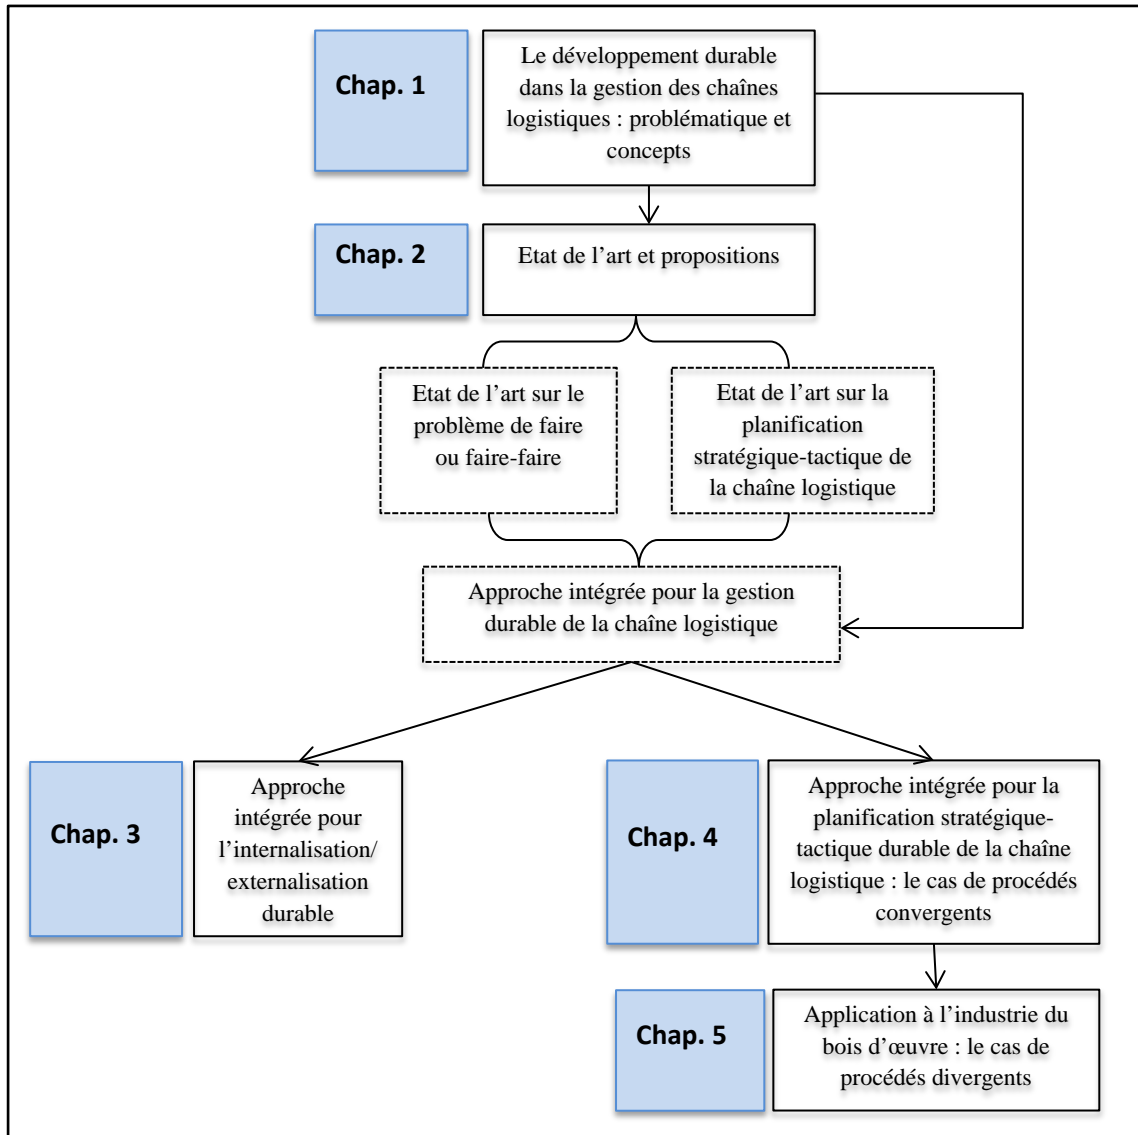 Chap. 1
Le développement durable
dans la gestion des chaînes
logistiques : problématique et
concepts
Chap. 2
Etat de l’art et propositions
Etat de l’art sur le
problème de faire
ou faire-faire
Etat de l’art sur la
planification
stratégique-tactique de
la chaîne logistique
Approche intégrée pour la gestion
durable de la chaîne logistique
Chap. 3
Approche
intégrée pour
l’internalisation/
externalisation
durable
Chap. 4
Approche intégrée pour la
planification stratégique-
tactique durable de la chaîne
logistique : le cas de procédés
convergents
Chap. 5
Application à l’industrie du
bois d’œuvre : le cas de
procédés divergents